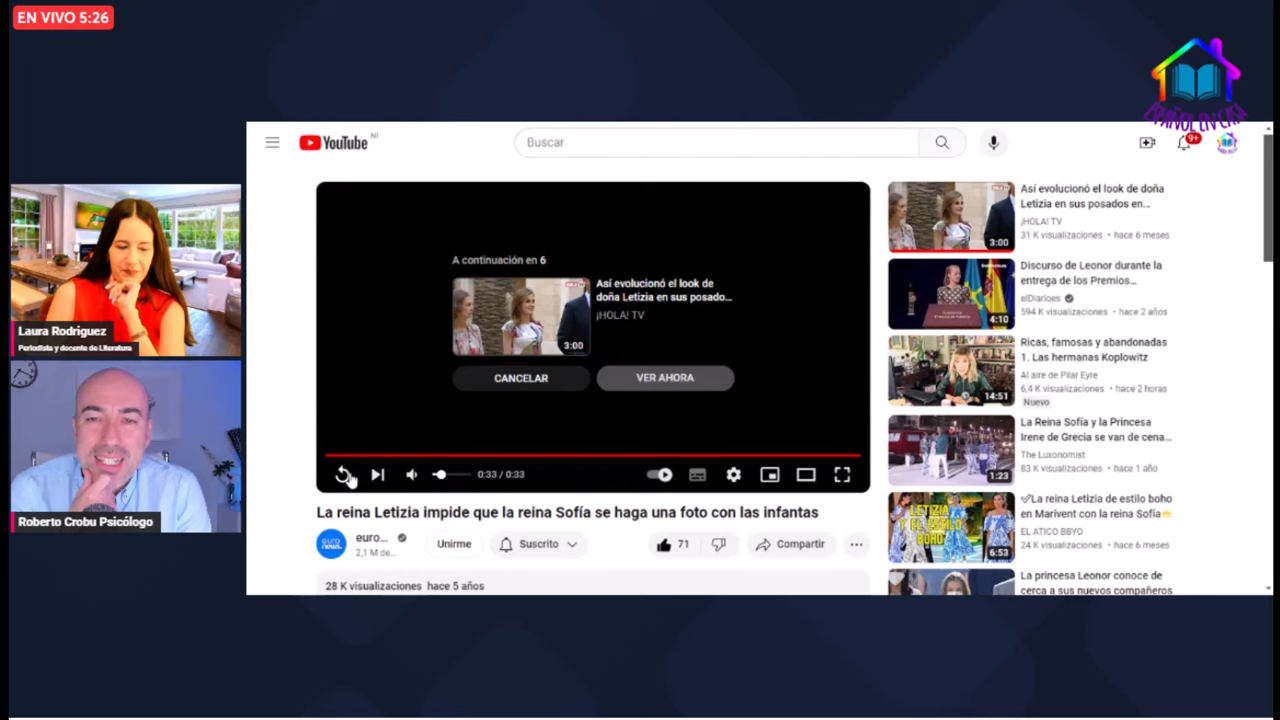 EN VIVO 5:26
ESPAÑOL EN CASA
YouTube NI
Buscar
9+
Laura Rodriguez
Periodista y docente de Literatura
Roberto Crobu Psicólogo
A continuación en 6
Así evolucionó el look de
doña Letizia en sus posado...
¡HOLA! TV
3:00
CANCELAR
VER AHORA
0:33 / 0:33
La reina Letizia impide que la reina Sofía se haga una foto con las infantas
euro
news.
euro...
2,1 M de...
Unirme
Suscrito
71
Compartir
28 K visualizaciones hace 5 años
Así evolucionó el look de doña
Letizia en sus posados en...
¡HOLA! TV
31 K visualizaciones • hace 6 meses
3:00
Discurso de Leonor durante la
entrega de los Premios...
elDiarioes
594 K visualizaciones • hace 2 años
4:10
Ricas, famosas y abandonadas
1. Las hermanas Koplowitz
Al aire de Pilar Eyre
6,4 K visualizaciones • hace 2 horas
Nuevo
14:51
La Reina Sofía y la Princesa
Irene de Grecia se van de cena...
The Luxonomist
83 K visualizaciones • hace 1 año
1:23
La reina Letizia de estilo boho
en Marivent con la reina Sofía
EL ATICO BBYO
24 K visualizaciones • hace 6 meses
LETIZIA
Y EL ESTILO
BOHO
6:53
La princesa Leonor conoce de
cerca a sus nuevos compañeros